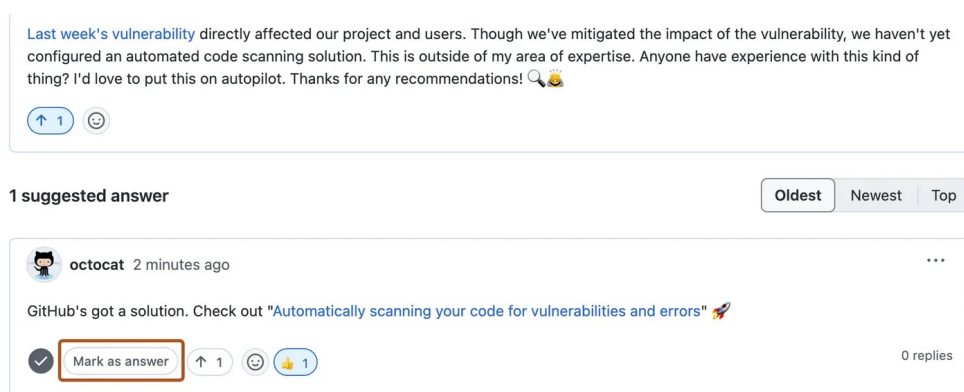 Last week's vulnerability directly affected our project and users. Though we've mitigated the impact of the vulnerability, we haven't yet
configured an automated code scanning solution. This is outside of my area of expertise. Anyone have experience with this kind of
thing? I'd love to put this on autopilot. Thanks for any recommendations! 🔍🙇
↑ 1
1 suggested answer
Oldest Newest Top
octocat 2 minutes ago
GitHub's got a solution. Check out "Automatically scanning your code for vulnerabilities and errors" 🚀
Mark as answer ↑ 1 👍 1 0 replies